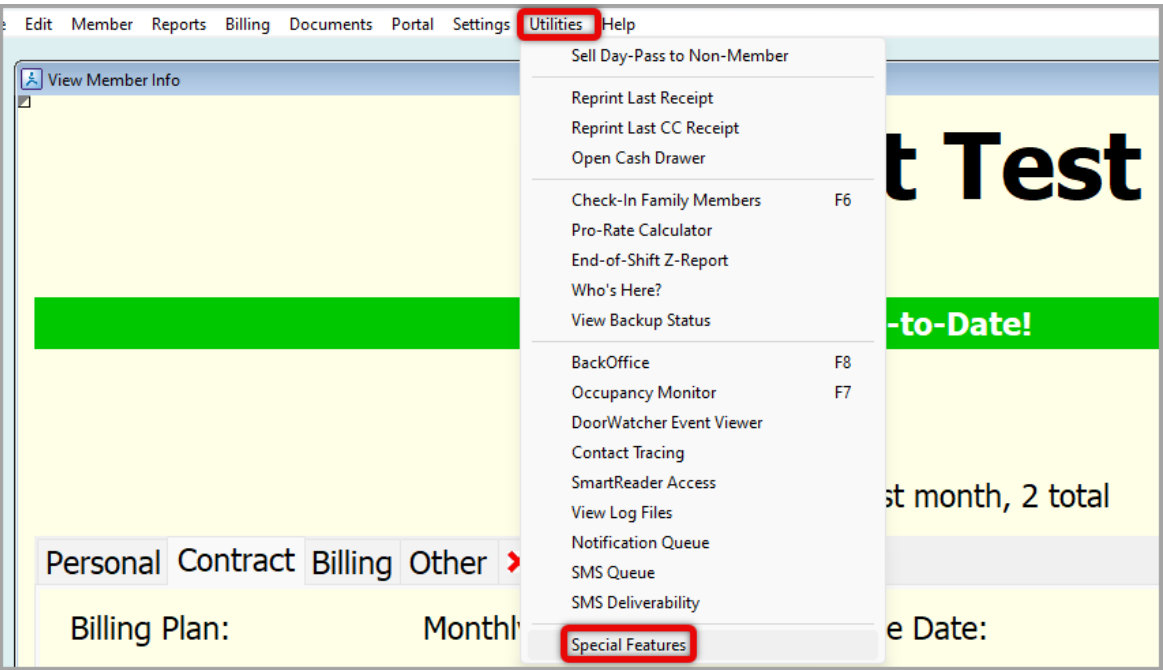 Edit Member Reports Billing Documents Portal Settings Utilities Help
Sell Day-Pass to Non-Member
View Member Info
Reprint Last Receipt
Reprint Last CC Receipt
Open Cash Drawer
t Test
Check-In Family Members F6
Pro-Rate Calculator
End-of-Shift Z-Report
Who's Here?
View Backup Status
-to-Date!
BackOffice F8
Occupancy Monitor F7
DoorWatcher Event Viewer
Contact Tracing
SmartReader Access
st month, 2 total
View Log Files
Notification Queue
SMS Queue
SMS Deliverability
Special Features
Personal Contract Billing Other
Billing Plan: Monthly e Date: